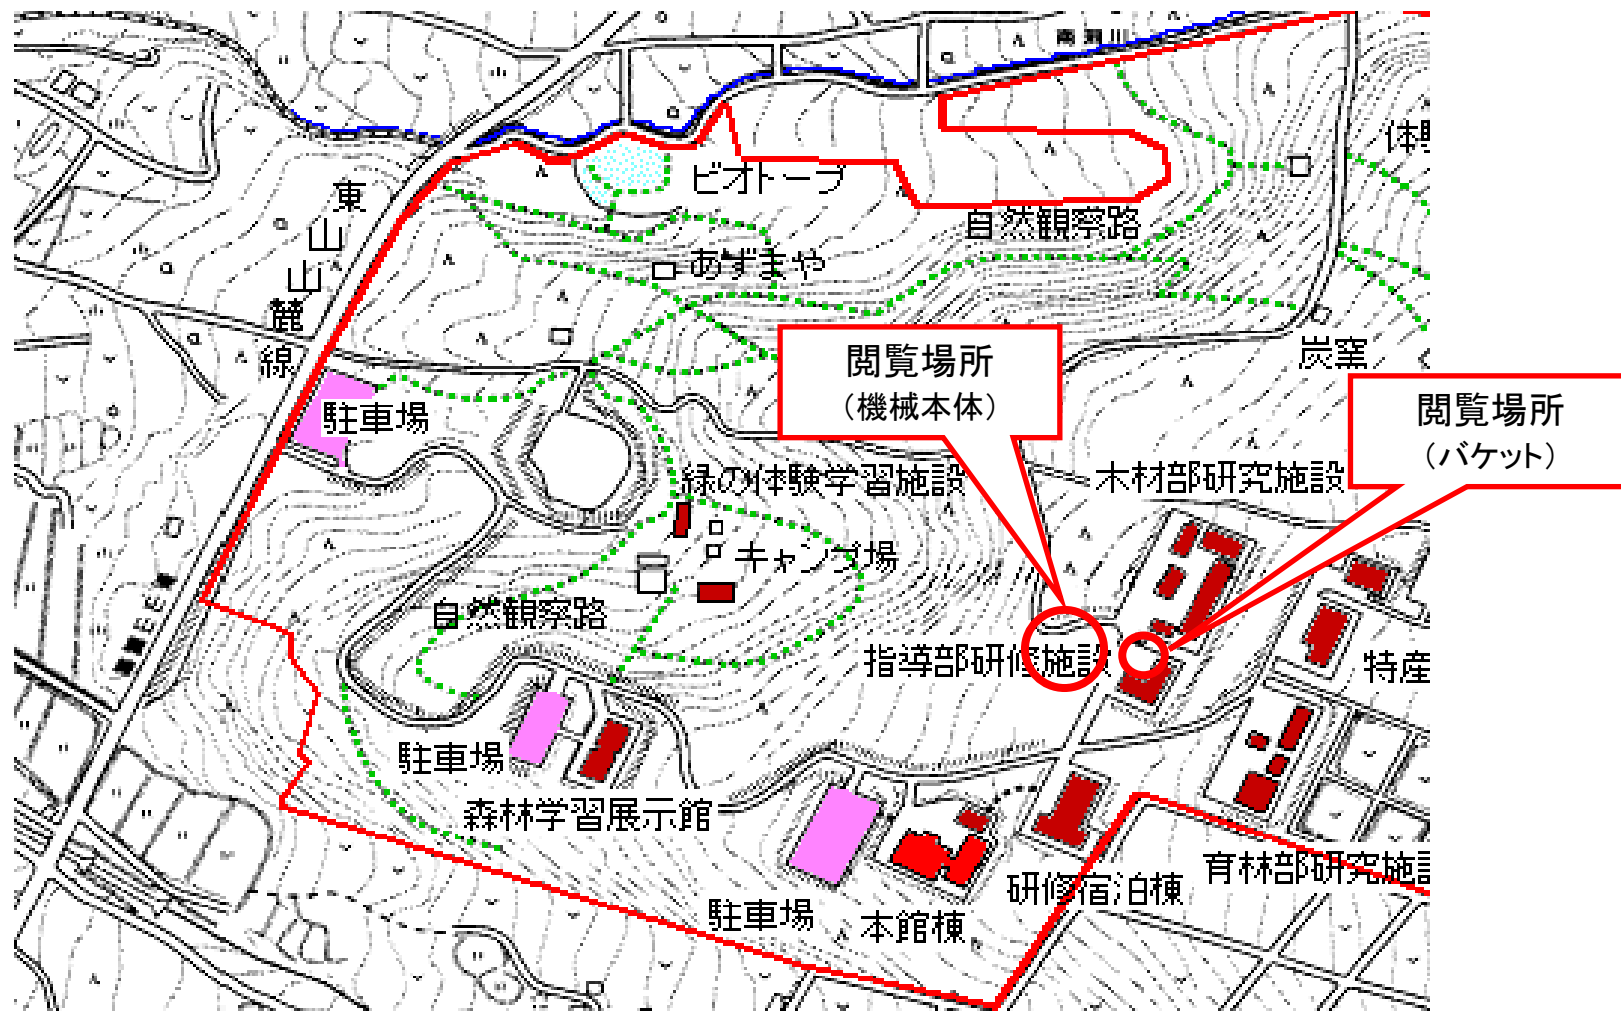 ビオトープ
体験
東山山麓線
自然観察路
あずまや
炭窯
閲覧場所
（機械本体）
閲覧場所
（バケット）
駐車場
緑の体験学習施設
木材部研究施設
キャンプ場
自然観察路
指導部研修施設
特産
駐車場
森林学習展示館
育林部研究施設
研修宿泊棟
駐車場
本館棟